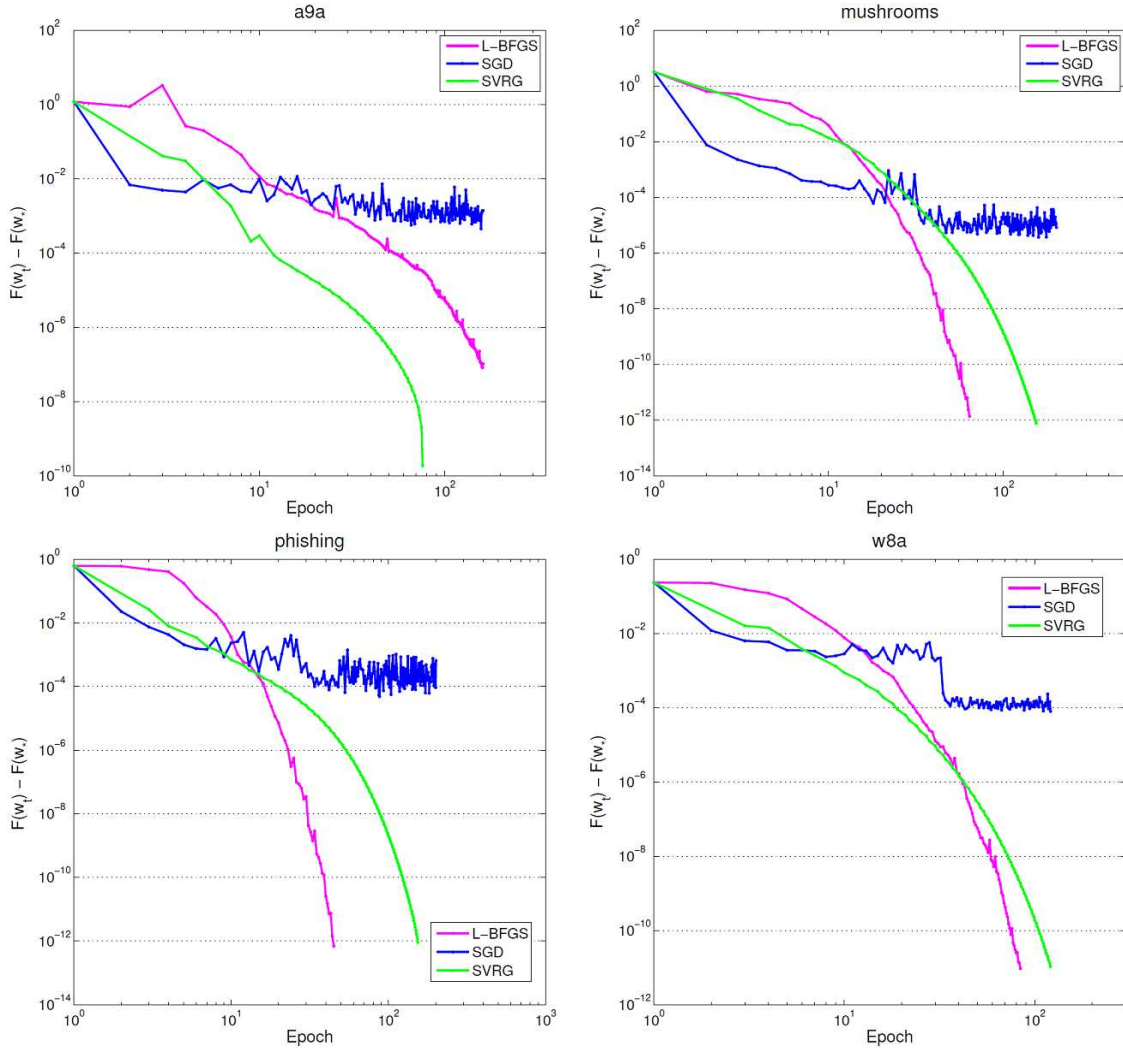 a9a
10^2
10^0
10^-2
10^-4
10^-6
10^-8
10^-10
F(w_t) − F(w_*)
L−BFGS
SGD
SVRG
10^0
10^1
10^2
Epoch
mushrooms
10^2
10^0
10^-2
10^-4
10^-6
10^-8
10^-10
10^-12
10^-14
F(w_t) − F(w_*)
L−BFGS
SGD
SVRG
10^0
10^1
10^2
Epoch
phishing
10^0
10^-2
10^-4
10^-6
10^-8
10^-10
10^-12
10^-14
F(w_t) − F(w_*)
L−BFGS
SGD
SVRG
10^0
10^1
10^2
10^3
Epoch
w8a
10^0
10^-2
10^-4
10^-6
10^-8
10^-10
10^-12
F(w_t) − F(w_*)
L−BFGS
SGD
SVRG
10^0
10^1
10^2
Epoch